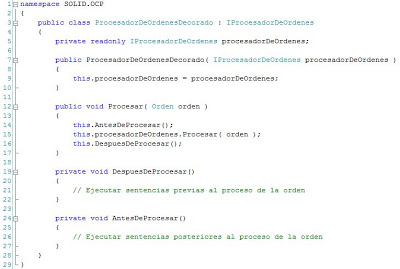 1 namespace SOLID.OCP
2 {
3 public class ProcesadorDeOrdenesDecorado : IProcesadorDeOrdenes
4 {
5 private readonly IProcesadorDeOrdenes procesadorDeOrdenes;
6
7 public ProcesadorDeOrdenesDecorado( IProcesadorDeOrdenes procesadorDeOrdenes )
8 {
9 this.procesadorDeOrdenes = procesadorDeOrdenes;
10 }
11
12 public void Procesar( Orden orden )
13 {
14 this.AntesDeProcesar();
15 this.procesadorDeOrdenes.Procesar( orden );
16 this.DespuesDeProcesar();
17 }
18
19 private void DespuesDeProcesar()
20 {
21 // Ejecutar sentencias previas al proceso de la orden
22 }
23
24 private void AntesDeProcesar()
25 {
26 // Ejecutar sentencias posteriores al proceso de la orden
27 }
28 }
29 }